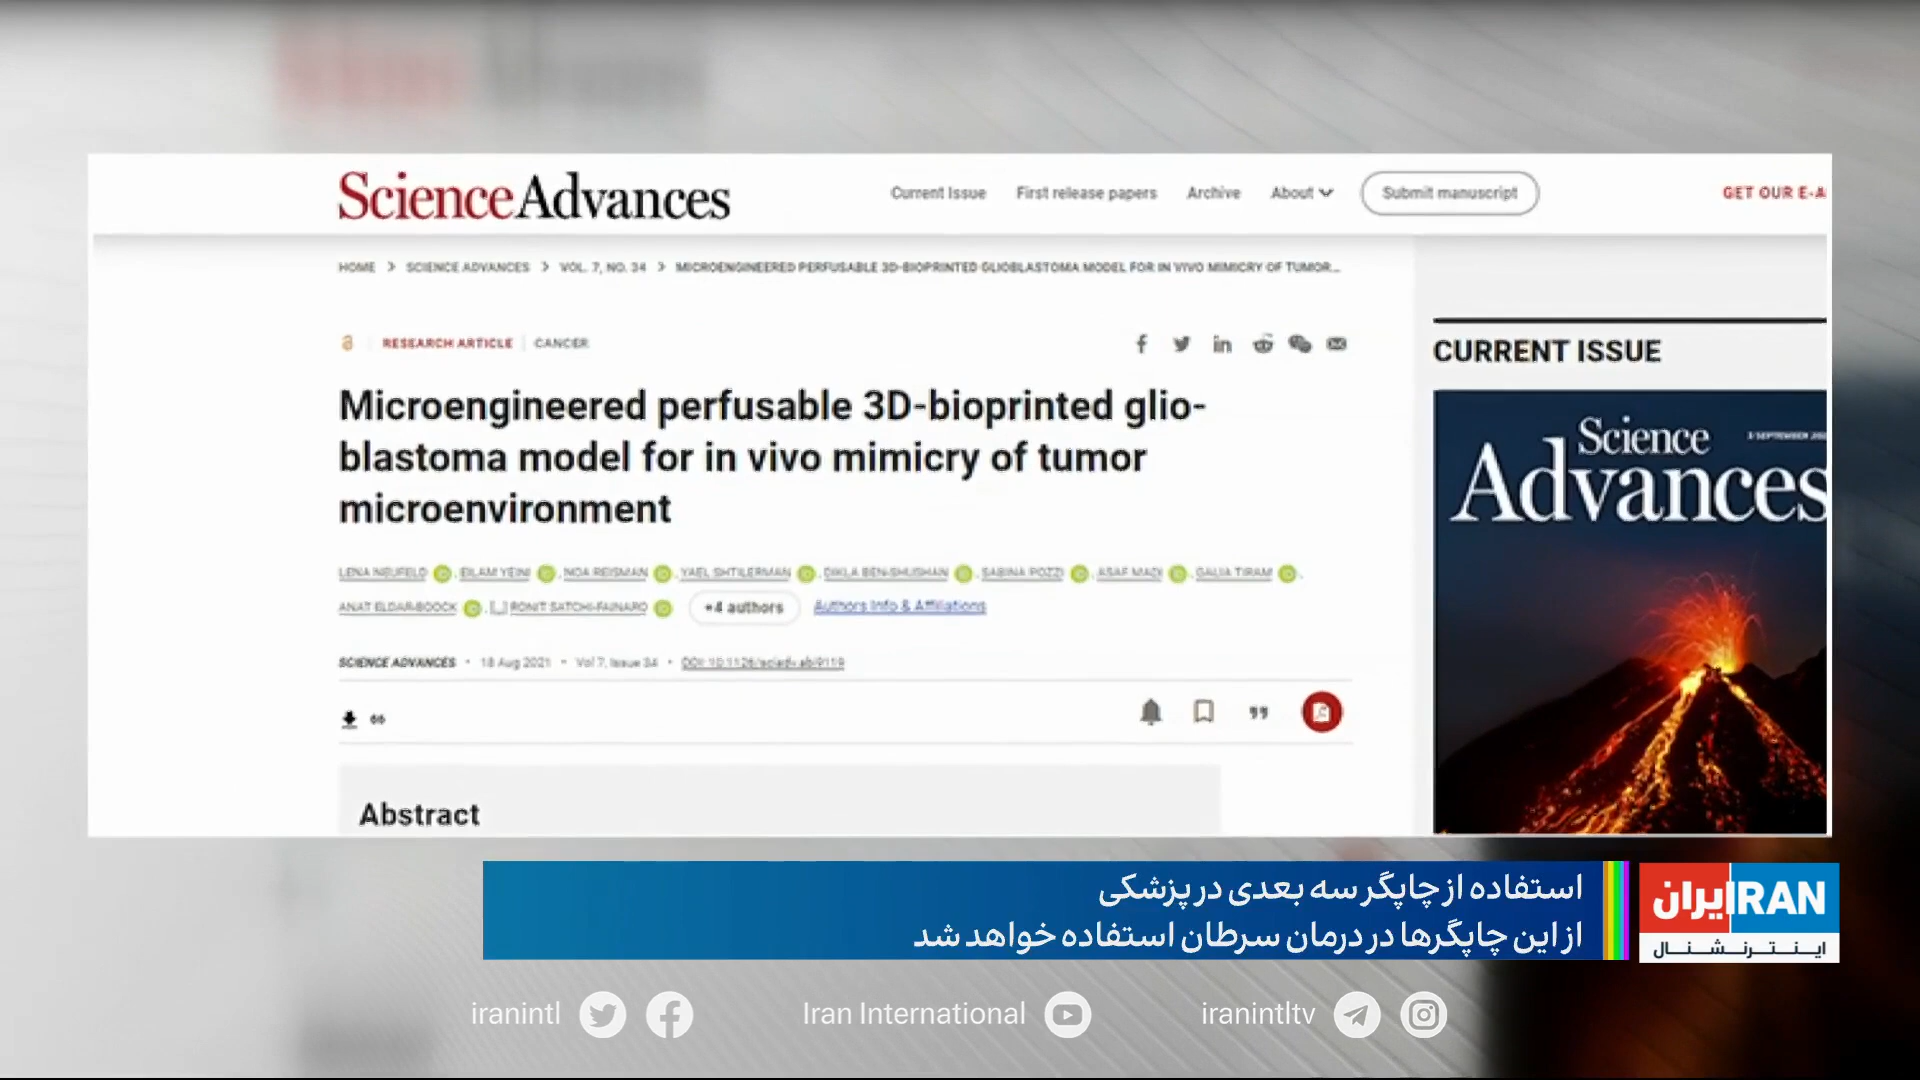 Science Advances
Current Issue First release papers Archive About Submit manuscript GET OUR E-A
HOME > SCIENCE ADVANCES > VOL. 7, NO. 34 > MICROENGINEERED PERFUSABLE 3D-BIOPRINTED GLIOBLASTOMA MODEL FOR IN VIVO MIMICRY OF TUMOR...
RESEARCH ARTICLE | CANCER
Microengineered perfusable 3D-bioprinted glio-
blastoma model for in vivo mimicry of tumor
microenvironment
LENA NEUFELD, EILAM YEINI, NOA REISMAN, YAEL SHTILERMAN, DIKLA BEN-SHUSHAN, SABINA POZZI, ASAF MADI, GALIA TIRAM,
ANAT ELDAR-BOOCK, [...] RONIT SATCHI-FAINARO +4 authors Authors Info & Affiliations
SCIENCE ADVANCES • 18 Aug 2021 • Vol 7, Issue 34 • DOI: 10.1126/sciadv.abi9119
66
Abstract
CURRENT ISSUE
Science
Advances
استفاده از چاپگر سه بعدی در پزشکی
از این چاپگرها در درمان سرطان استفاده خواهد شد
ایران IRAN
اینترنشنال
iranintl Iran International iranintltv